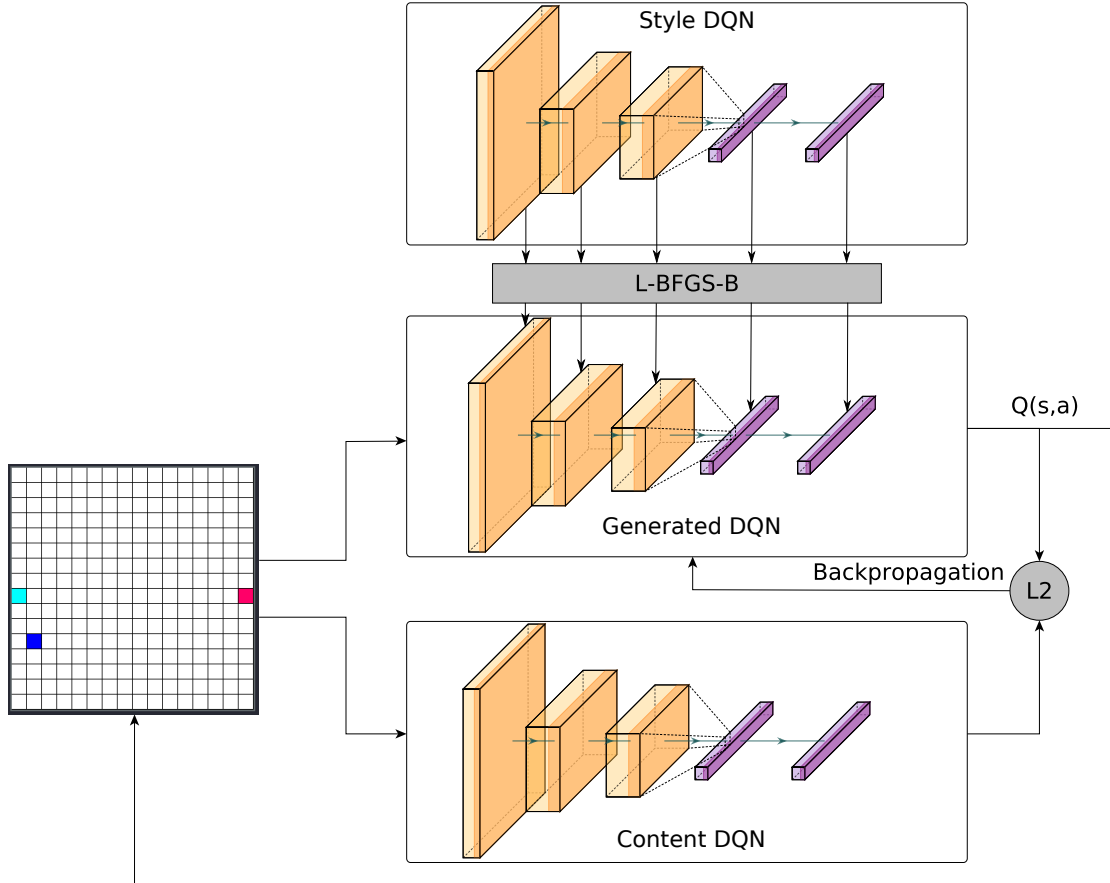 Style DQN
L-BFGS-B
Q(s,a)
Generated DQN
Backpropagation
L2
Content DQN